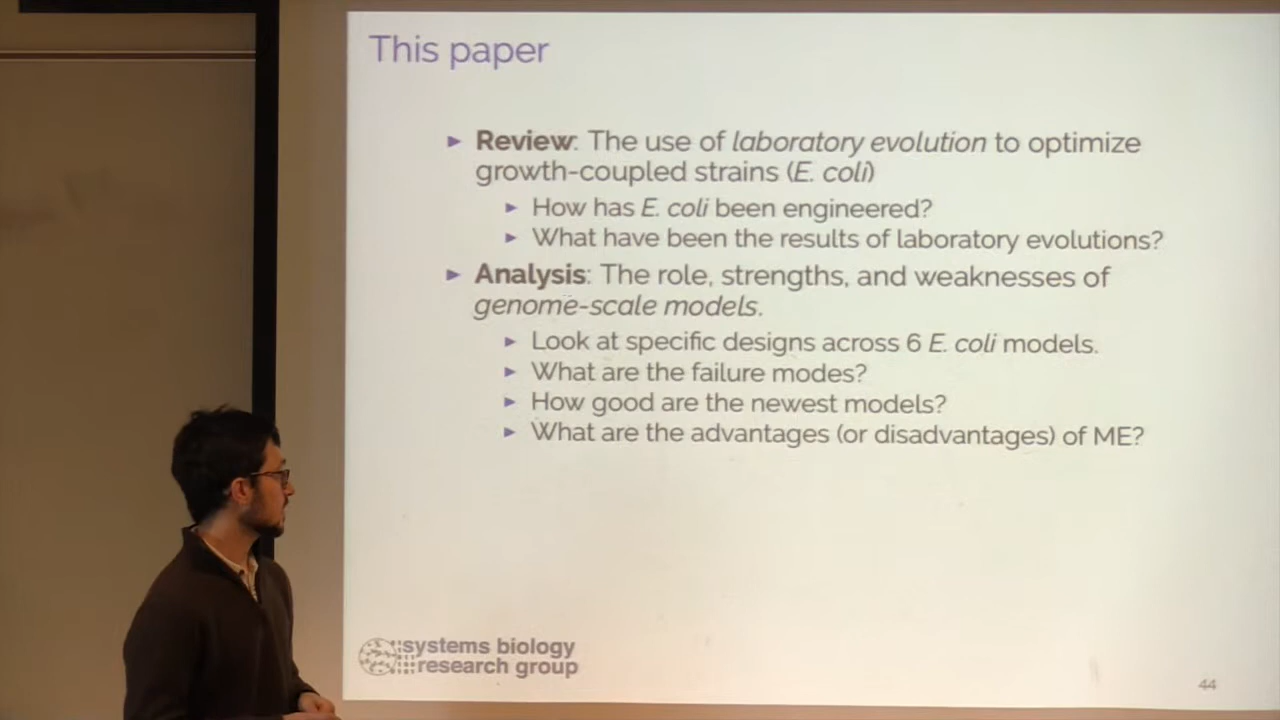 This paper
► Review: The use of laboratory evolution to optimize
growth-coupled strains (E. coli)
► How has E. coli been engineered?
► What have been the results of laboratory evolutions?
► Analysis: The role, strengths, and weaknesses of
genome-scale models.
► Look at specific designs across 6 E. coli models.
► What are the failure modes?
► How good are the newest models?
► What are the advantages (or disadvantages) of ME?
systems biology
research group
44